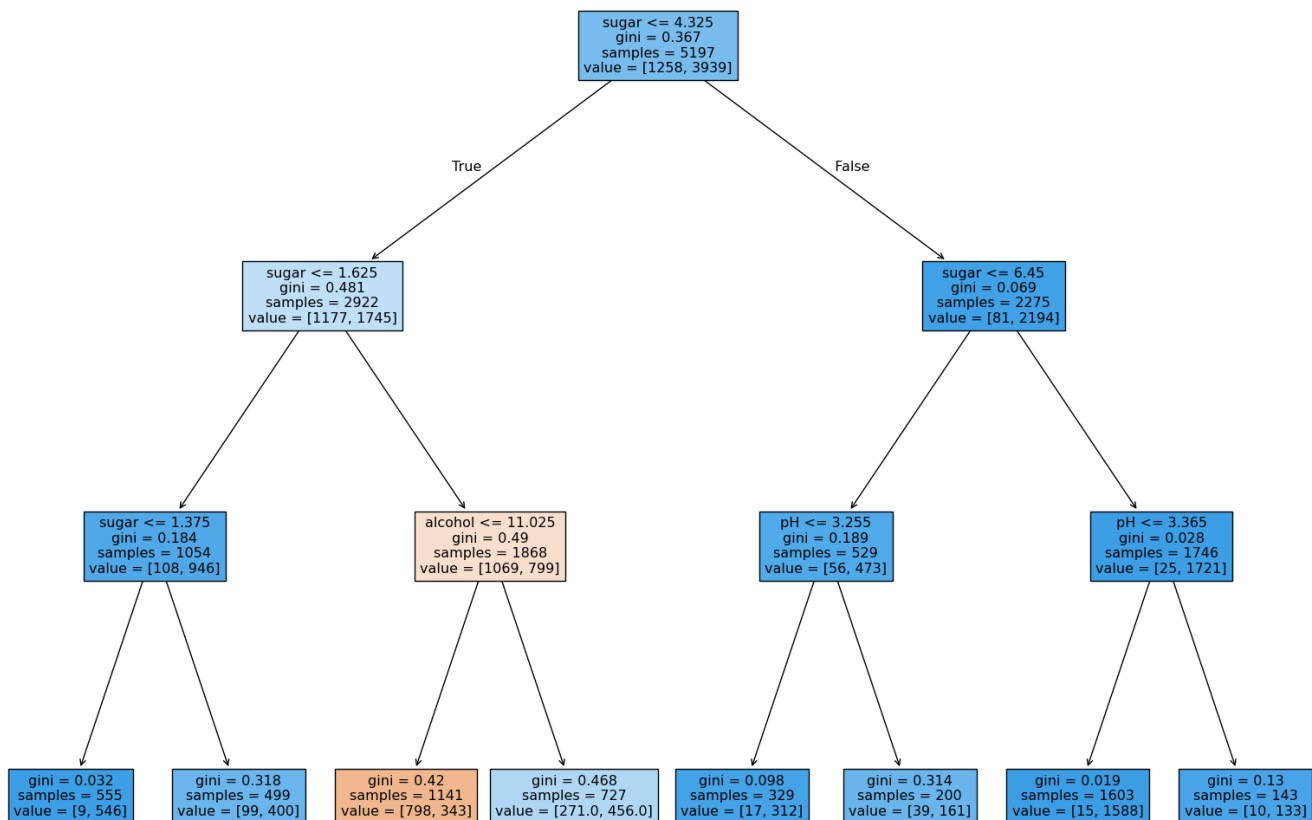 sugar <= 4.325
gini = 0.367
samples = 5197
value = [1258, 3939]
True
False
sugar <= 1.625
gini = 0.481
samples = 2922
value = [1177, 1745]
sugar <= 6.45
gini = 0.069
samples = 2275
value = [81, 2194]
sugar <= 1.375
gini = 0.184
samples = 1054
value = [108, 946]
alcohol <= 11.025
gini = 0.49
samples = 1868
value = [1069, 799]
pH <= 3.255
gini = 0.189
samples = 529
value = [56, 473]
pH <= 3.365
gini = 0.028
samples = 1746
value = [25, 1721]
gini = 0.032
samples = 555
value = [9, 546]
gini = 0.318
samples = 499
value = [99, 400]
gini = 0.42
samples = 1141
value = [798, 343]
gini = 0.468
samples = 727
value = [271.0, 456.0]
gini = 0.098
samples = 329
value = [17, 312]
gini = 0.314
samples = 200
value = [39, 161]
gini = 0.019
samples = 1603
value = [15, 1588]
gini = 0.13
samples = 143
value = [10, 133]